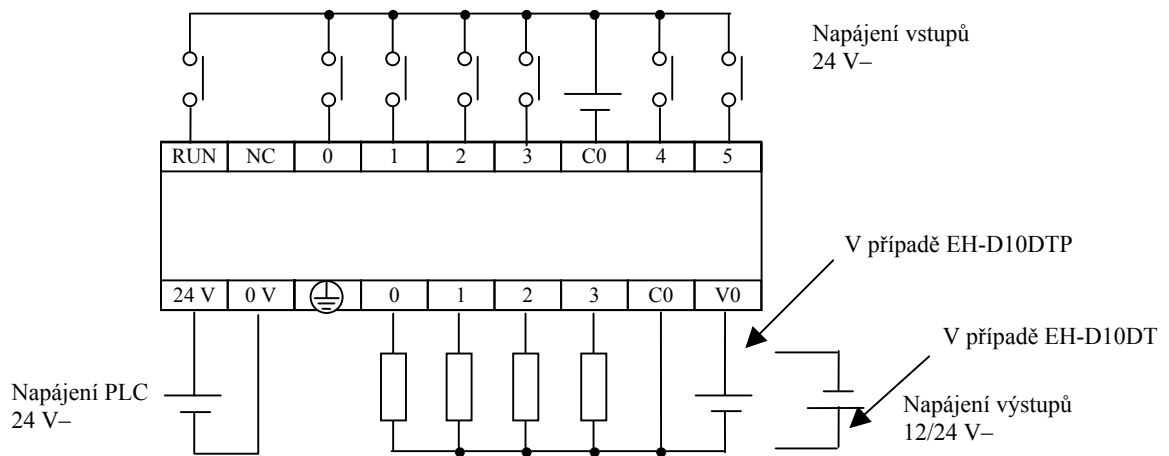 Napájení vstupů
24 V–
RUN NC 0 1 2 3 C0 4 5
V případě EH-D10DTP
24 V 0 V 0 1 2 3 C0 V0
V případě EH-D10DT
Napájení PLC
24 V–
Napájení výstupů
12/24 V–